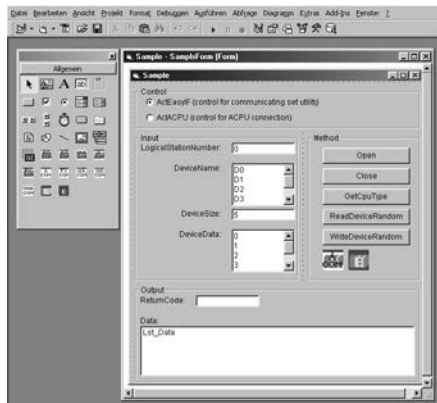 Datei Bearbeiten Ansicht Projekt Format Debuggen Ausführen Abfrage Diagramm Extras Add-Ins Fenster ?
Allgemein
Sample - SampleForm (Form)
Sample
Control
ActEasyIF (control for communicating set utility)
ActACPU (control for ACPU connection)
Input
LogicalStationNumber:
0
DeviceName:
D0
D1
D2
D3
DeviceSize:
5
DeviceData:
0
1
2
3
Method
Open
Close
GetCpuType
ReadDeviceRandom
WriteDeviceRandom
Output
ReturnCode:
Data:
Lst_Data